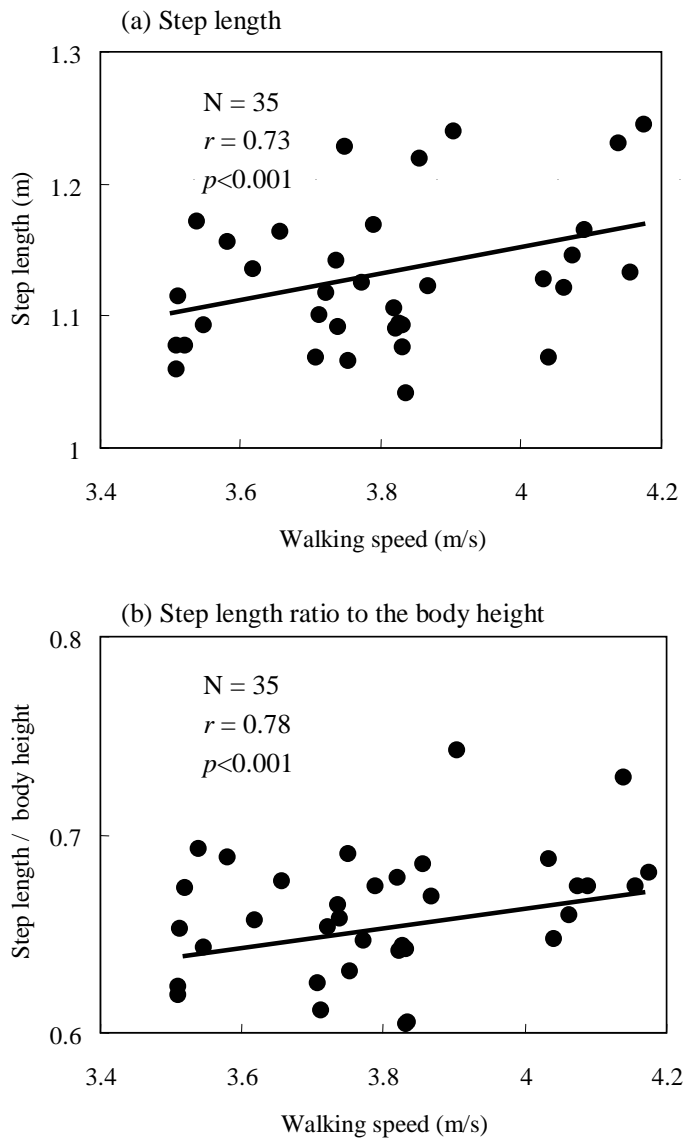 (a) Step length
1.3
N = 35
r = 0.73
p<0.001
1.2
Step length (m)
1.1
1
3.4 3.6 3.8 4 4.2
Walking speed (m/s)
(b) Step length ratio to the body height
0.8
N = 35
r = 0.78
p<0.001
Step length / body height
0.7
0.6
3.4 3.6 3.8 4 4.2
Walking speed (m/s)